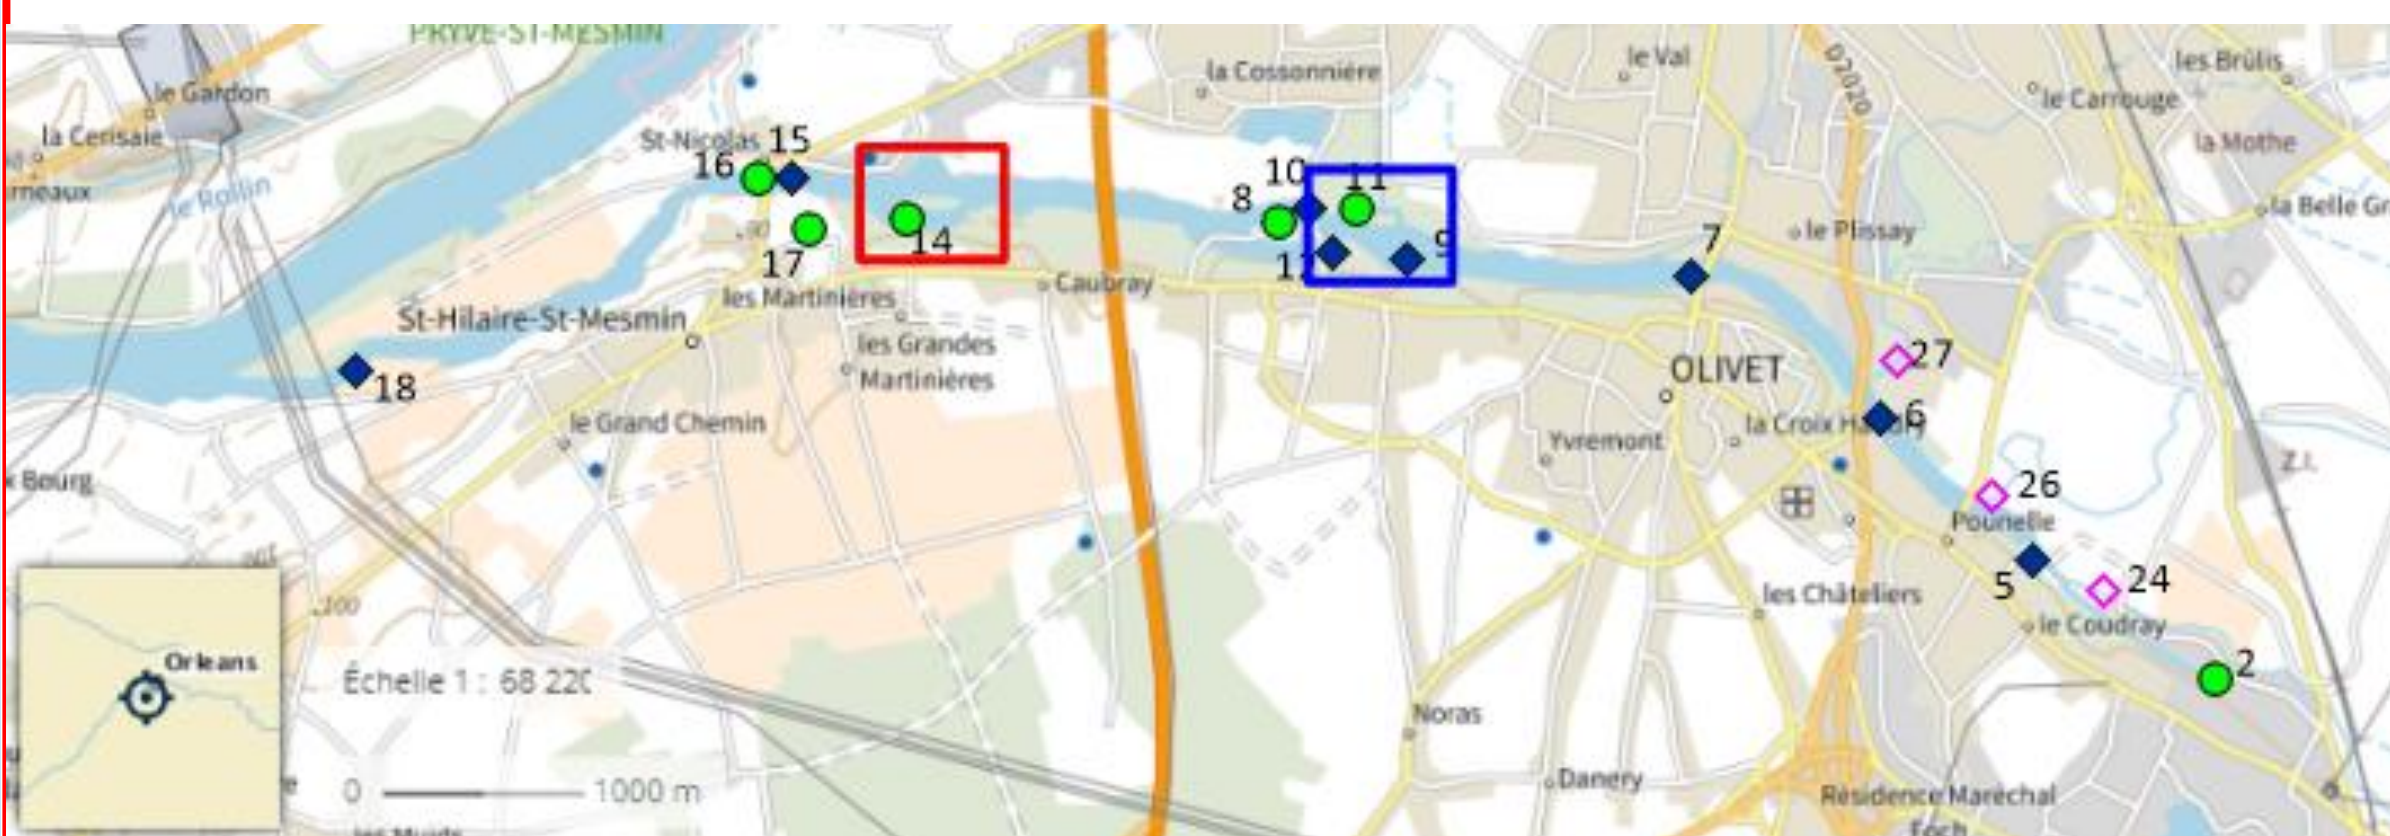 PRYVE-ST-MESMIN
le Gardon
la Cerisaie
le Rollin
x Bourg
St-Nicolas
15
16
17
14
90
les Martinières
St-Hilaire-St-Mesmin
les Grandes
Martinières
le Grand Chemin
18
Caubray
la Cossonnière
8
10
11
9
le Val
D2020
les Brûlis
le Carrouge
la Mothe
la Belle Gr
7
le Plissay
OLIVET
27
6
la Croix
Yvremont
26
Pounelle
Z.I.
5
24
les Châteliers
le Coudray
2
Noras
Danery
Résidence Maréchal
Foch
100
Orleans
Échelle 1 : 68 220
0
1000 m
les Muids